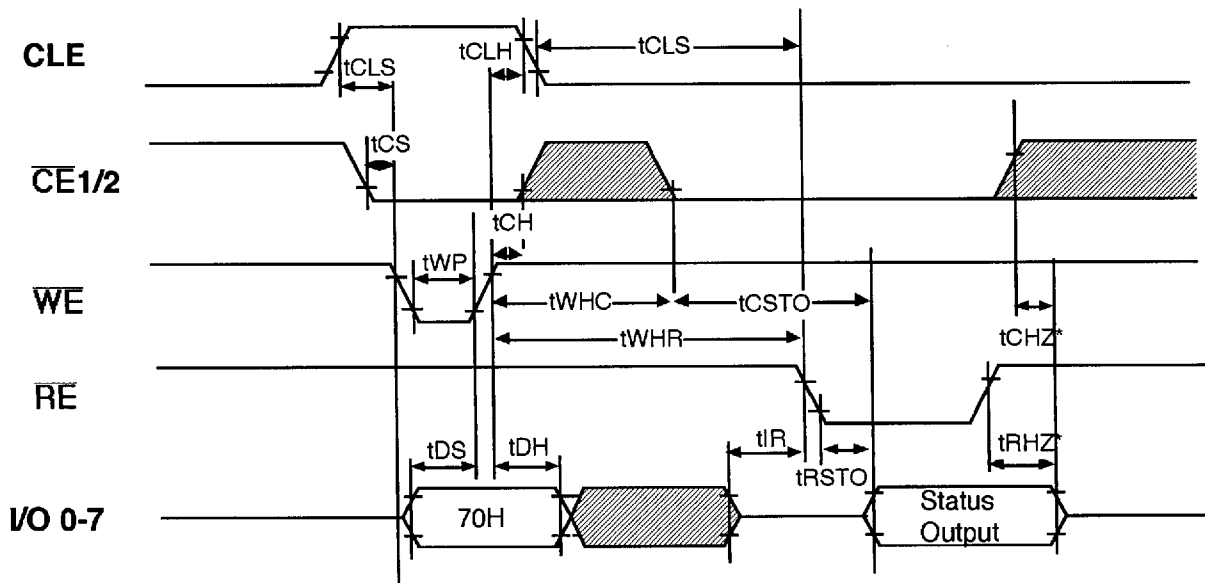 CLE
tCLS
tCLH
tCLS
CE1/2
tCS
tCH
WE
tWP
tWHC
tCSTO
tWHR
tCHZ*
RE
tDS
tDH
tIR
tRSTO
tRHZ*
I/O 0-7
70H
Status
Output